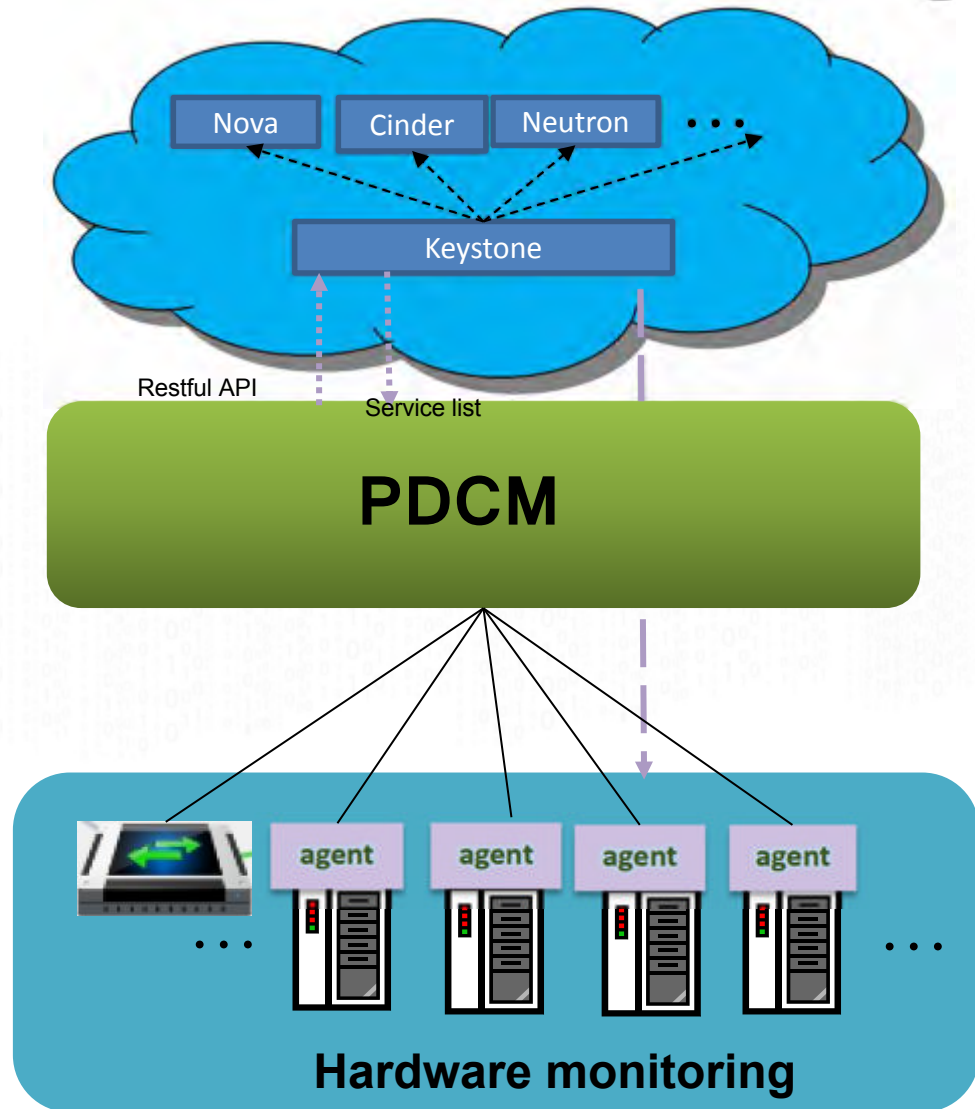 Nova
Cinder
Neutron
...
Keystone
Restful API
Service list
PDCM
agent
agent
agent
agent
...
...
Hardware monitoring